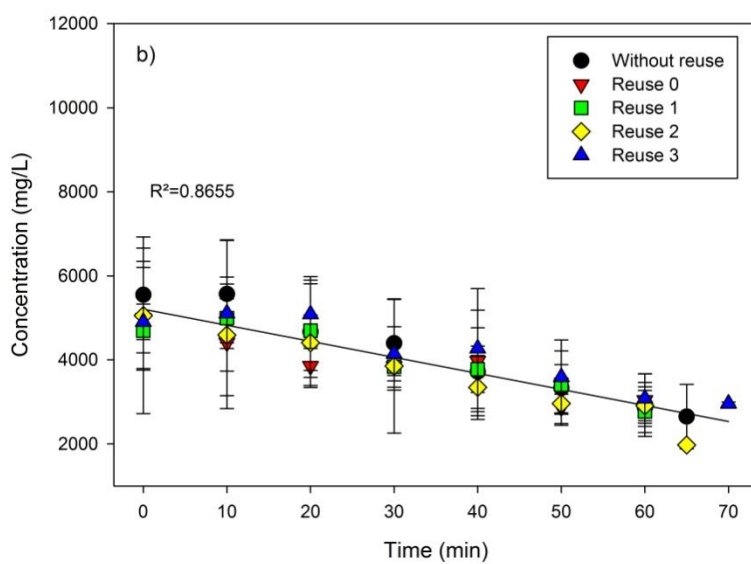 12000
b)
Without reuse
Reuse 0
Reuse 1
Reuse 2
Reuse 3
10000
8000
R²=0.8655
6000
4000
2000
Concentration (mg/L)
0 10 20 30 40 50 60 70
Time (min)